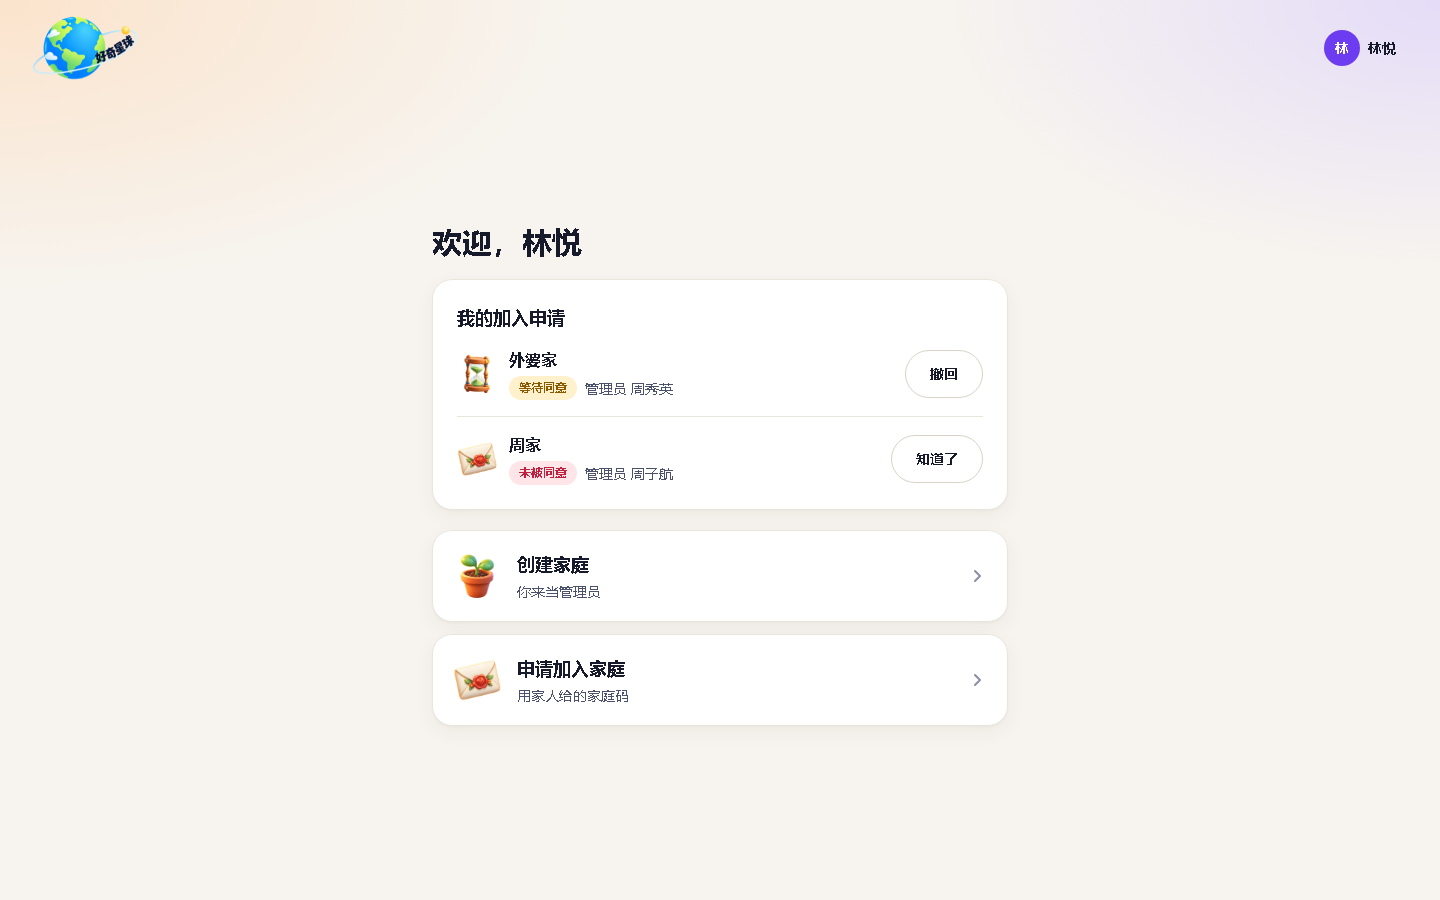 好奇星球
林 林悦
欢迎，林悦
我的加入申请
外婆家
等待同意 管理员 周秀英
撤回
周家
未被同意 管理员 周子航
知道了
创建家庭
你来当管理员
申请加入家庭
用家人给的家庭码